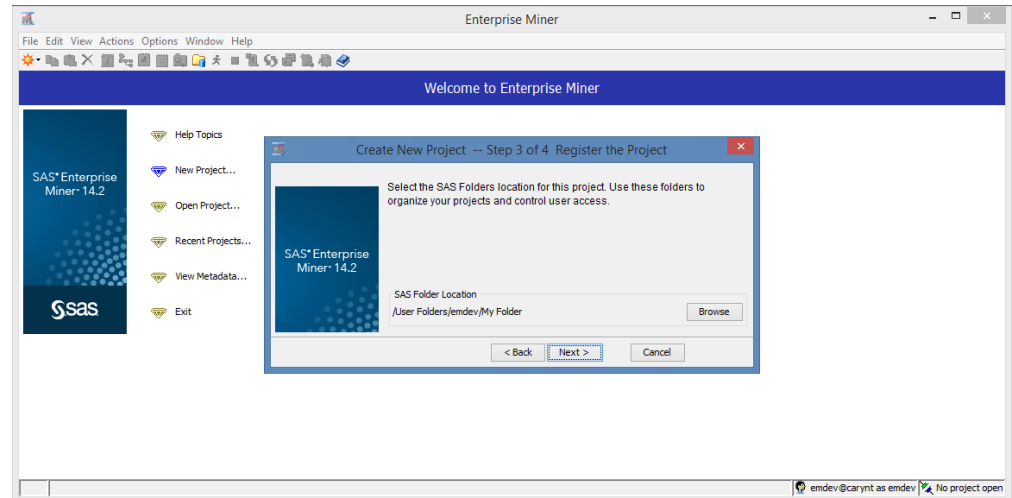 Enterprise Miner
File Edit View Actions Options Window Help
Welcome to Enterprise Miner
SAS® Enterprise
Miner™ 14.2
sas
Help Topics
New Project...
Open Project...
Recent Projects...
View Metadata...
Exit
Create New Project -- Step 3 of 4 Register the Project
SAS® Enterprise
Miner™ 14.2
Select the SAS Folders location for this project. Use these folders to
organize your projects and control user access.
SAS Folder Location
/User Folders/emdev/My Folder
Browse
< Back Next > Cancel
emdev@carynt as emdev No project open